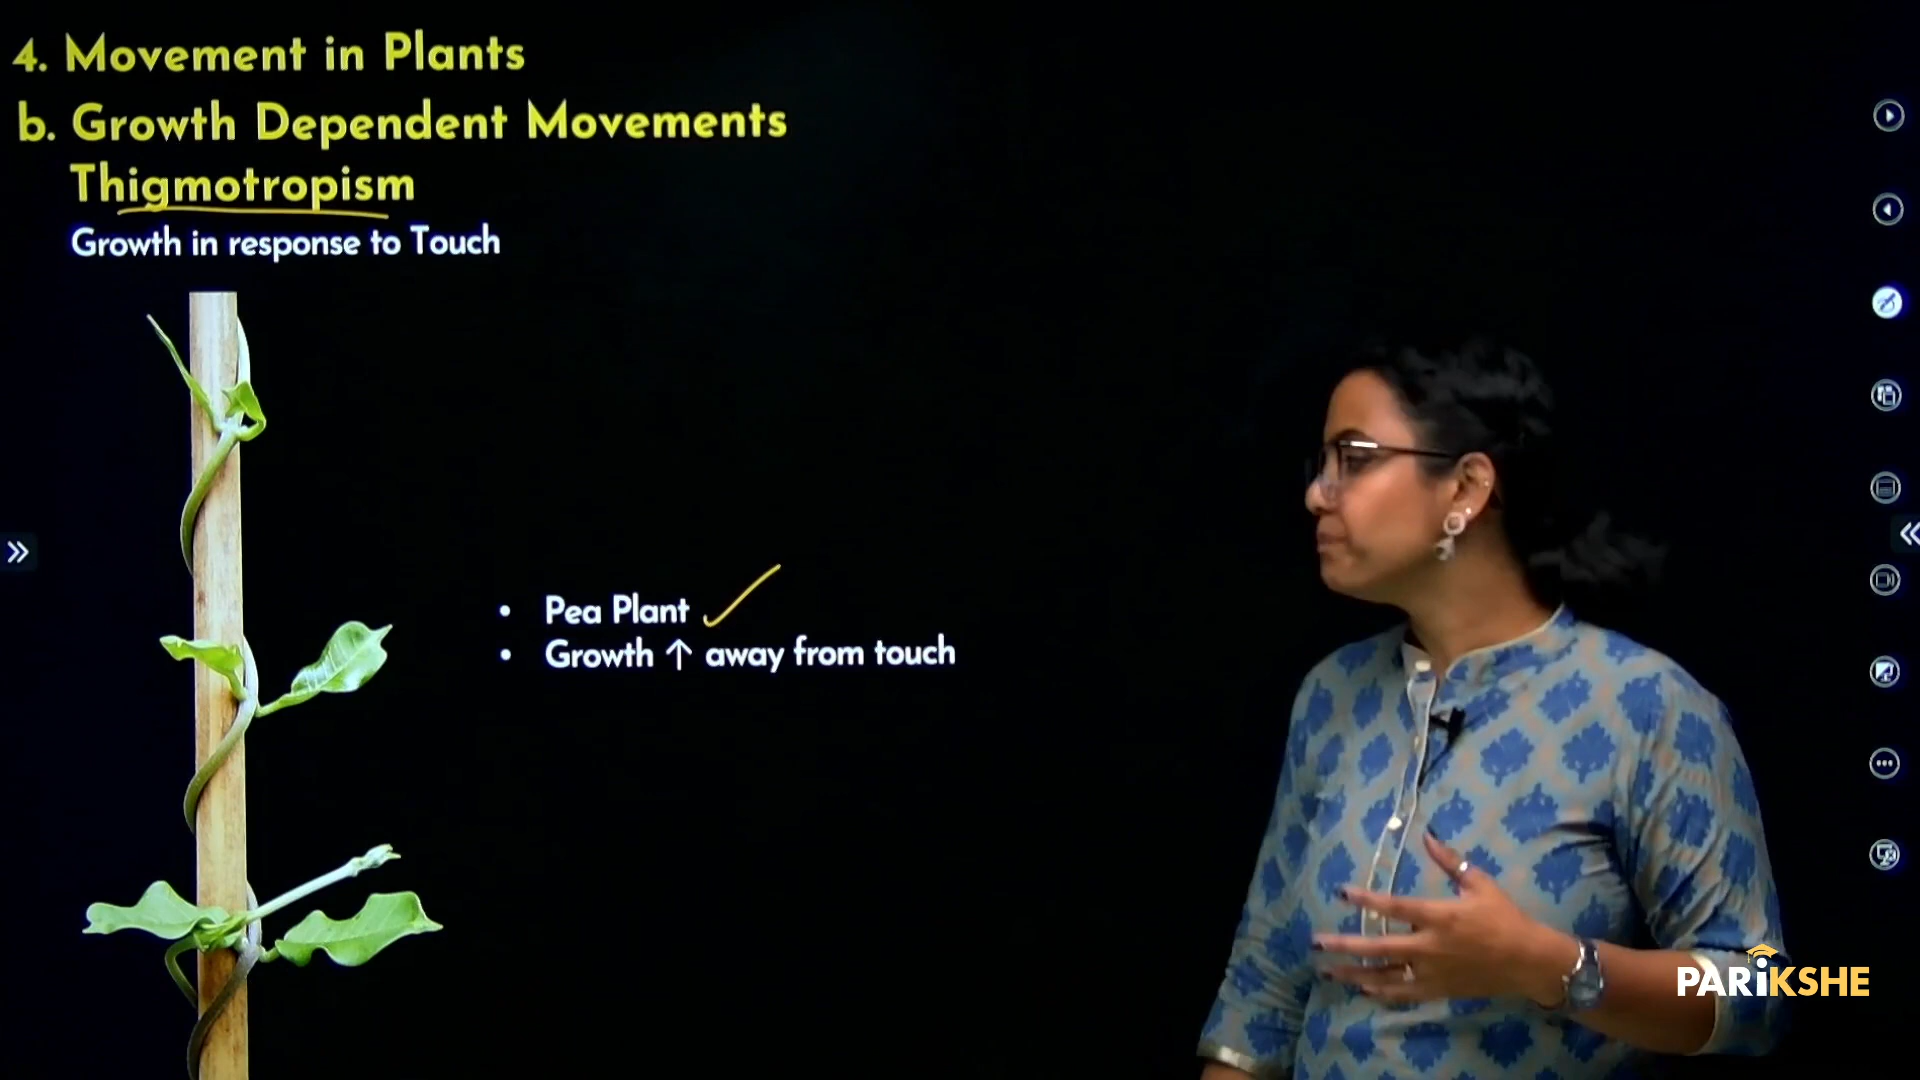 4. Movement in Plants
b. Growth Dependent Movements
Thigmotropism
Growth in response to Touch
• Pea Plant
• Growth ↑ away from touch
PARiKSHE